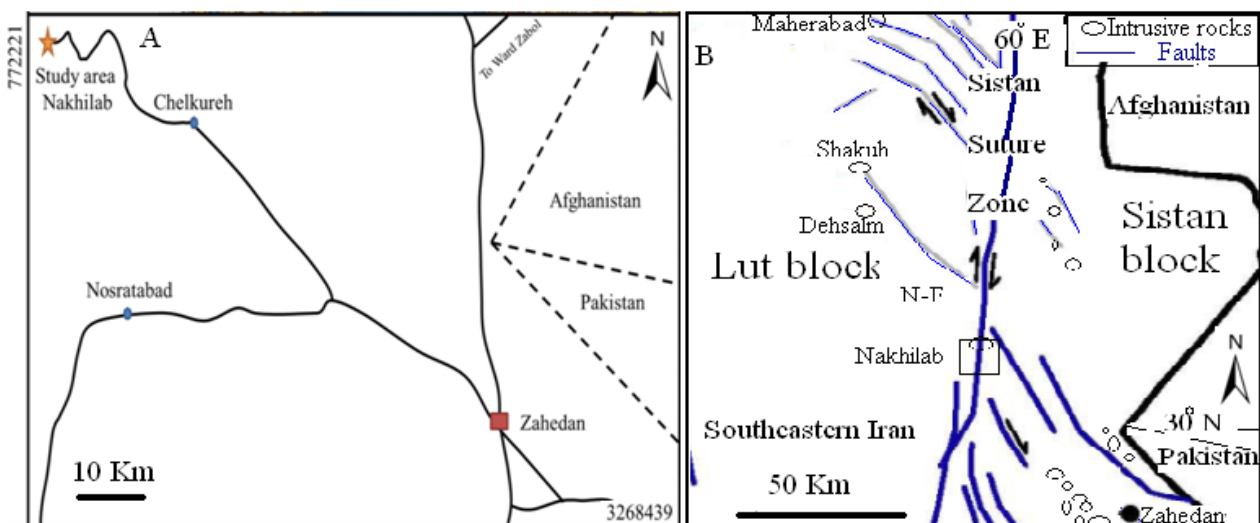 A
N
772221
To Ward Zahol
Study area
Nakhilab
Chelkureh
Afghanistan
Nosratabad
Pakistan
Zahedan
10 Km
3268439
B
Maherabad
60° E
Intrusive rocks
Faults
Sistan
Afghanistan
Suture
Shakuh
Zone
Dehsalm
Sistan
block
Lut block
N-F
Nakhilab
N
30° N
Southeastern Iran
Pakistan
50 Km
Zahedan